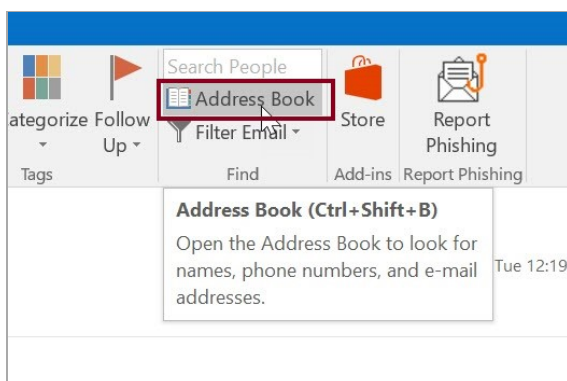 Search People
Address Book
ategorize Follow Up
Filter Email
Store
Report Phishing
Tags
Find
Add-ins
Report Phishing
Address Book (Ctrl+Shift+B)
Open the Address Book to look for
names, phone numbers, and e-mail
addresses.
Tue 12:19